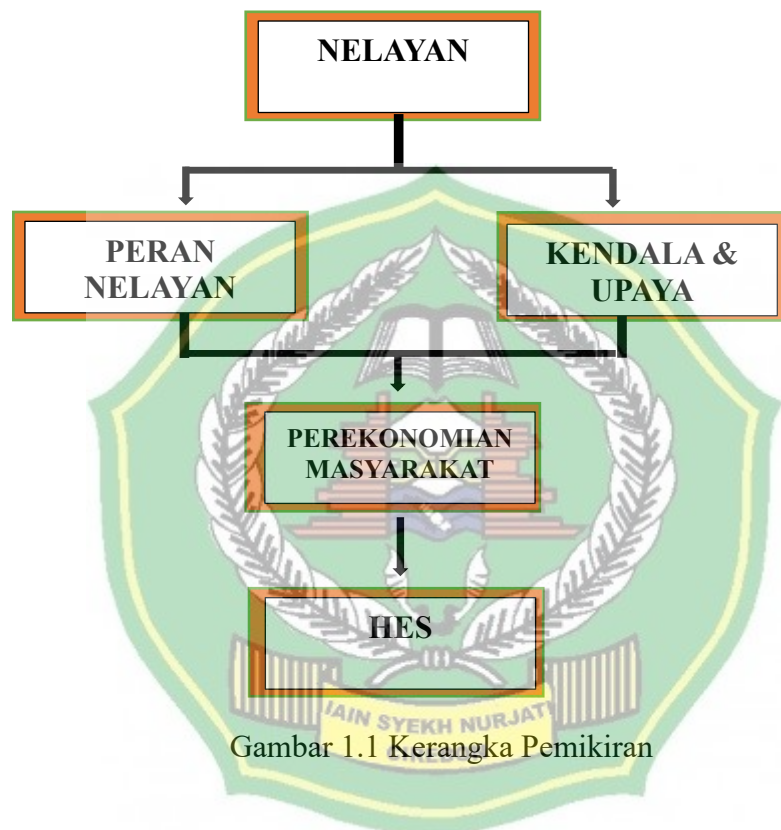 NELAYAN
PERAN
NELAYAN
KENDALA &
UPAYA
PEREKONOMIAN
MASYARAKAT
HES
IAIN SYEKH NURJATI
Gambar 1.1 Kerangka Pemikiran